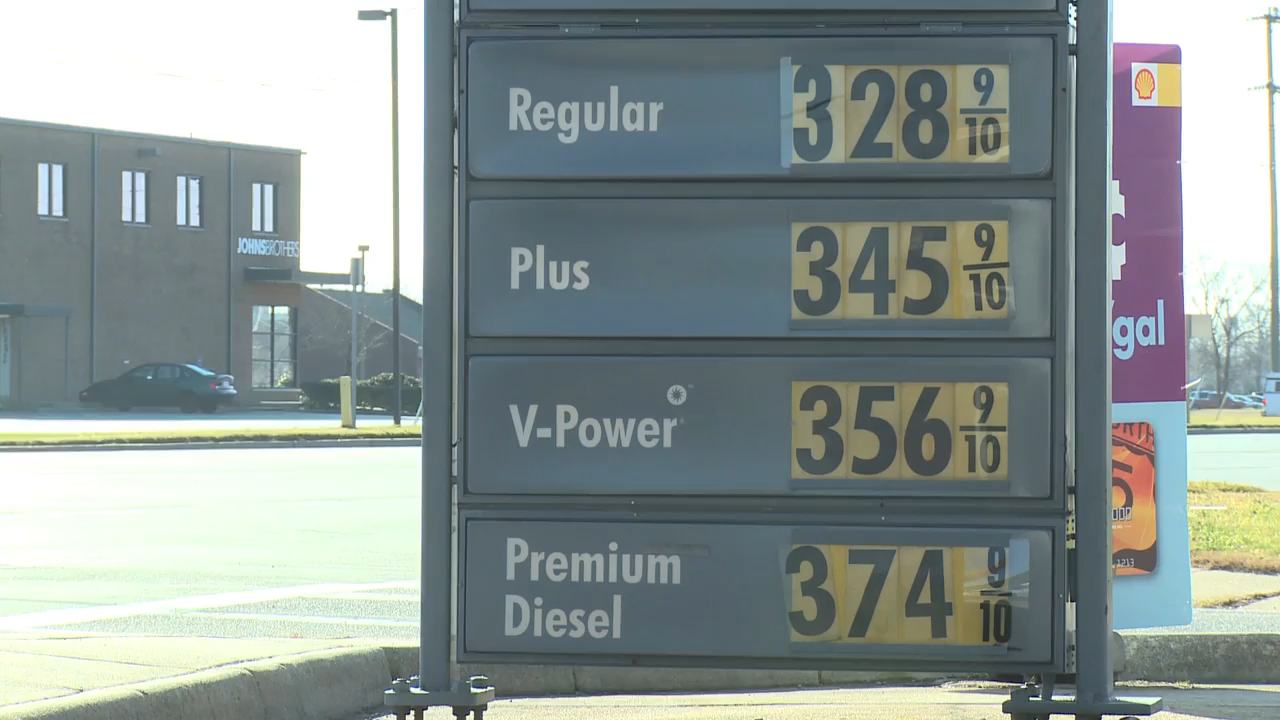 Regular 328 9/10
JOHNSBROTHERS
Plus 345 9/10
¢
gal
V-Power 356 9/10
Premium
Diesel 374 9/10
1213